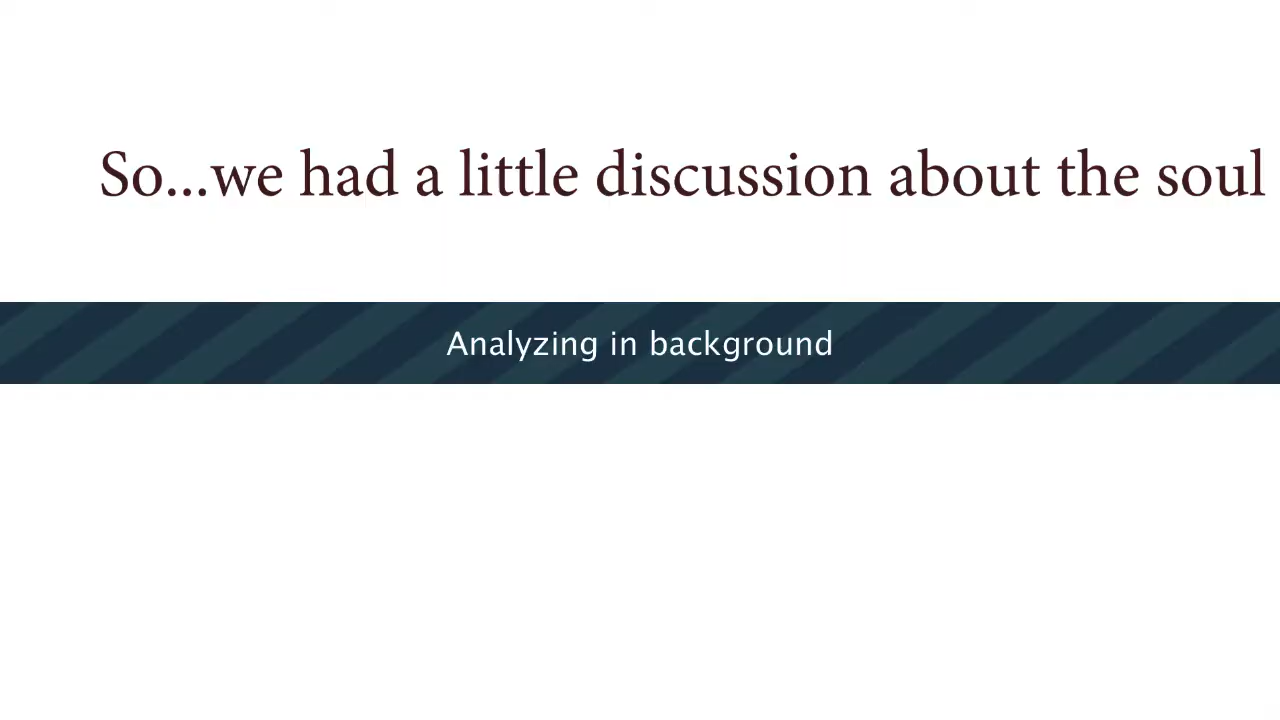 So...we had a little discussion about the soul
Analyzing in background